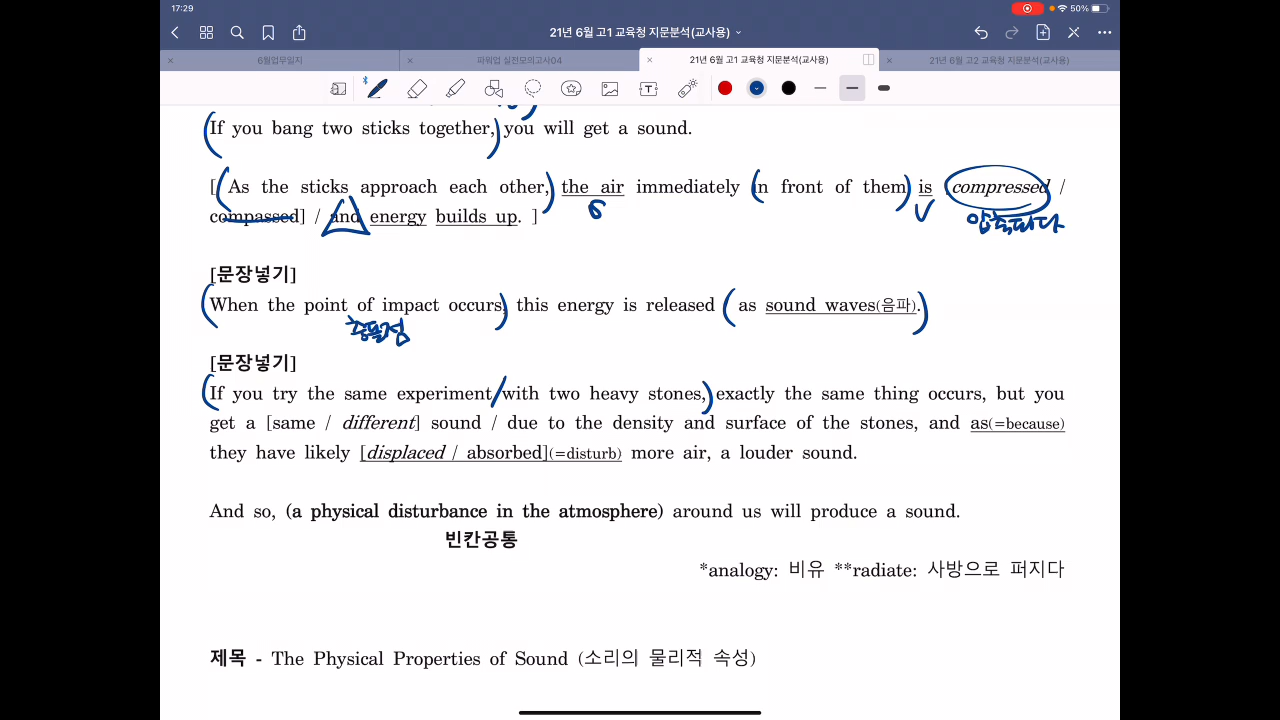 17:29
50%
21년 6월 고1 교육청 지문분석(교사용)
6월업무일지
파워업 실전모의고사04
21년 6월 고1 교육청 지문분석(교사용)
21년 6월 고2 교육청 지문분석(교사용)
If you bang two sticks together, you will get a sound.
[ As the sticks approach each other, the air immediately in front of them is [compressed /
S V
compassed] / and energy builds up. ]
압축되다
[문장넣기]
When the point of impact occurs, this energy is released as sound waves(음파).
충돌점
[문장넣기]
If you try the same experiment with two heavy stones, exactly the same thing occurs, but you
get a [same / different] sound / due to the density and surface of the stones, and as(=because)
they have likely [displaced / absorbed](=disturb) more air, a louder sound.
And so, (a physical disturbance in the atmosphere) around us will produce a sound.
빈칸공통
*analogy: 비유 **radiate: 사방으로 퍼지다
제목 - The Physical Properties of Sound (소리의 물리적 속성)